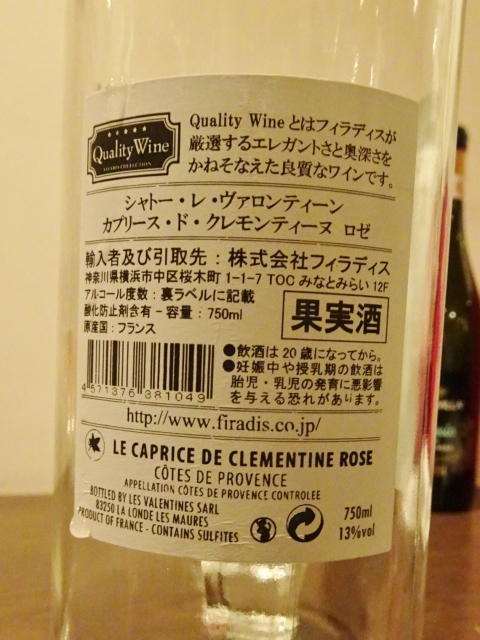 Quality Wine
Quality Wine とはフィラディスが
厳選するエレガントさと奥深さを
かねそなえた良質なワインです。
シャトー・レ・ヴァロンティーン
カプリース・ド・クレモンティーヌ ロゼ
輸入者及び引取先：株式会社フィラディス
神奈川県横浜市中区桜木町 1-1-7 TOC みなとみらい 12F
アルコール度数：裏ラベルに記載
酸化防止剤含有 - 容量：750ml
原産国：フランス
果実酒
●飲酒は 20 歳になってから。
●妊娠中や授乳期の飲酒は
胎児・乳児の発育に悪影響
を与える恐れがあります。
4571376381049
http://www.firadis.co.jp/
LE CAPRICE DE CLEMENTINE ROSE
CÔTES DE PROVENCE
APPELLATION CÔTES DE PROVENCE CONTROLEE
BOTTLED BY LES VALENTINES SARL
83250 LA LONDE LES MAURES
PRODUCT OF FRANCE - CONTAINS SULFITES
750ml
13%vol